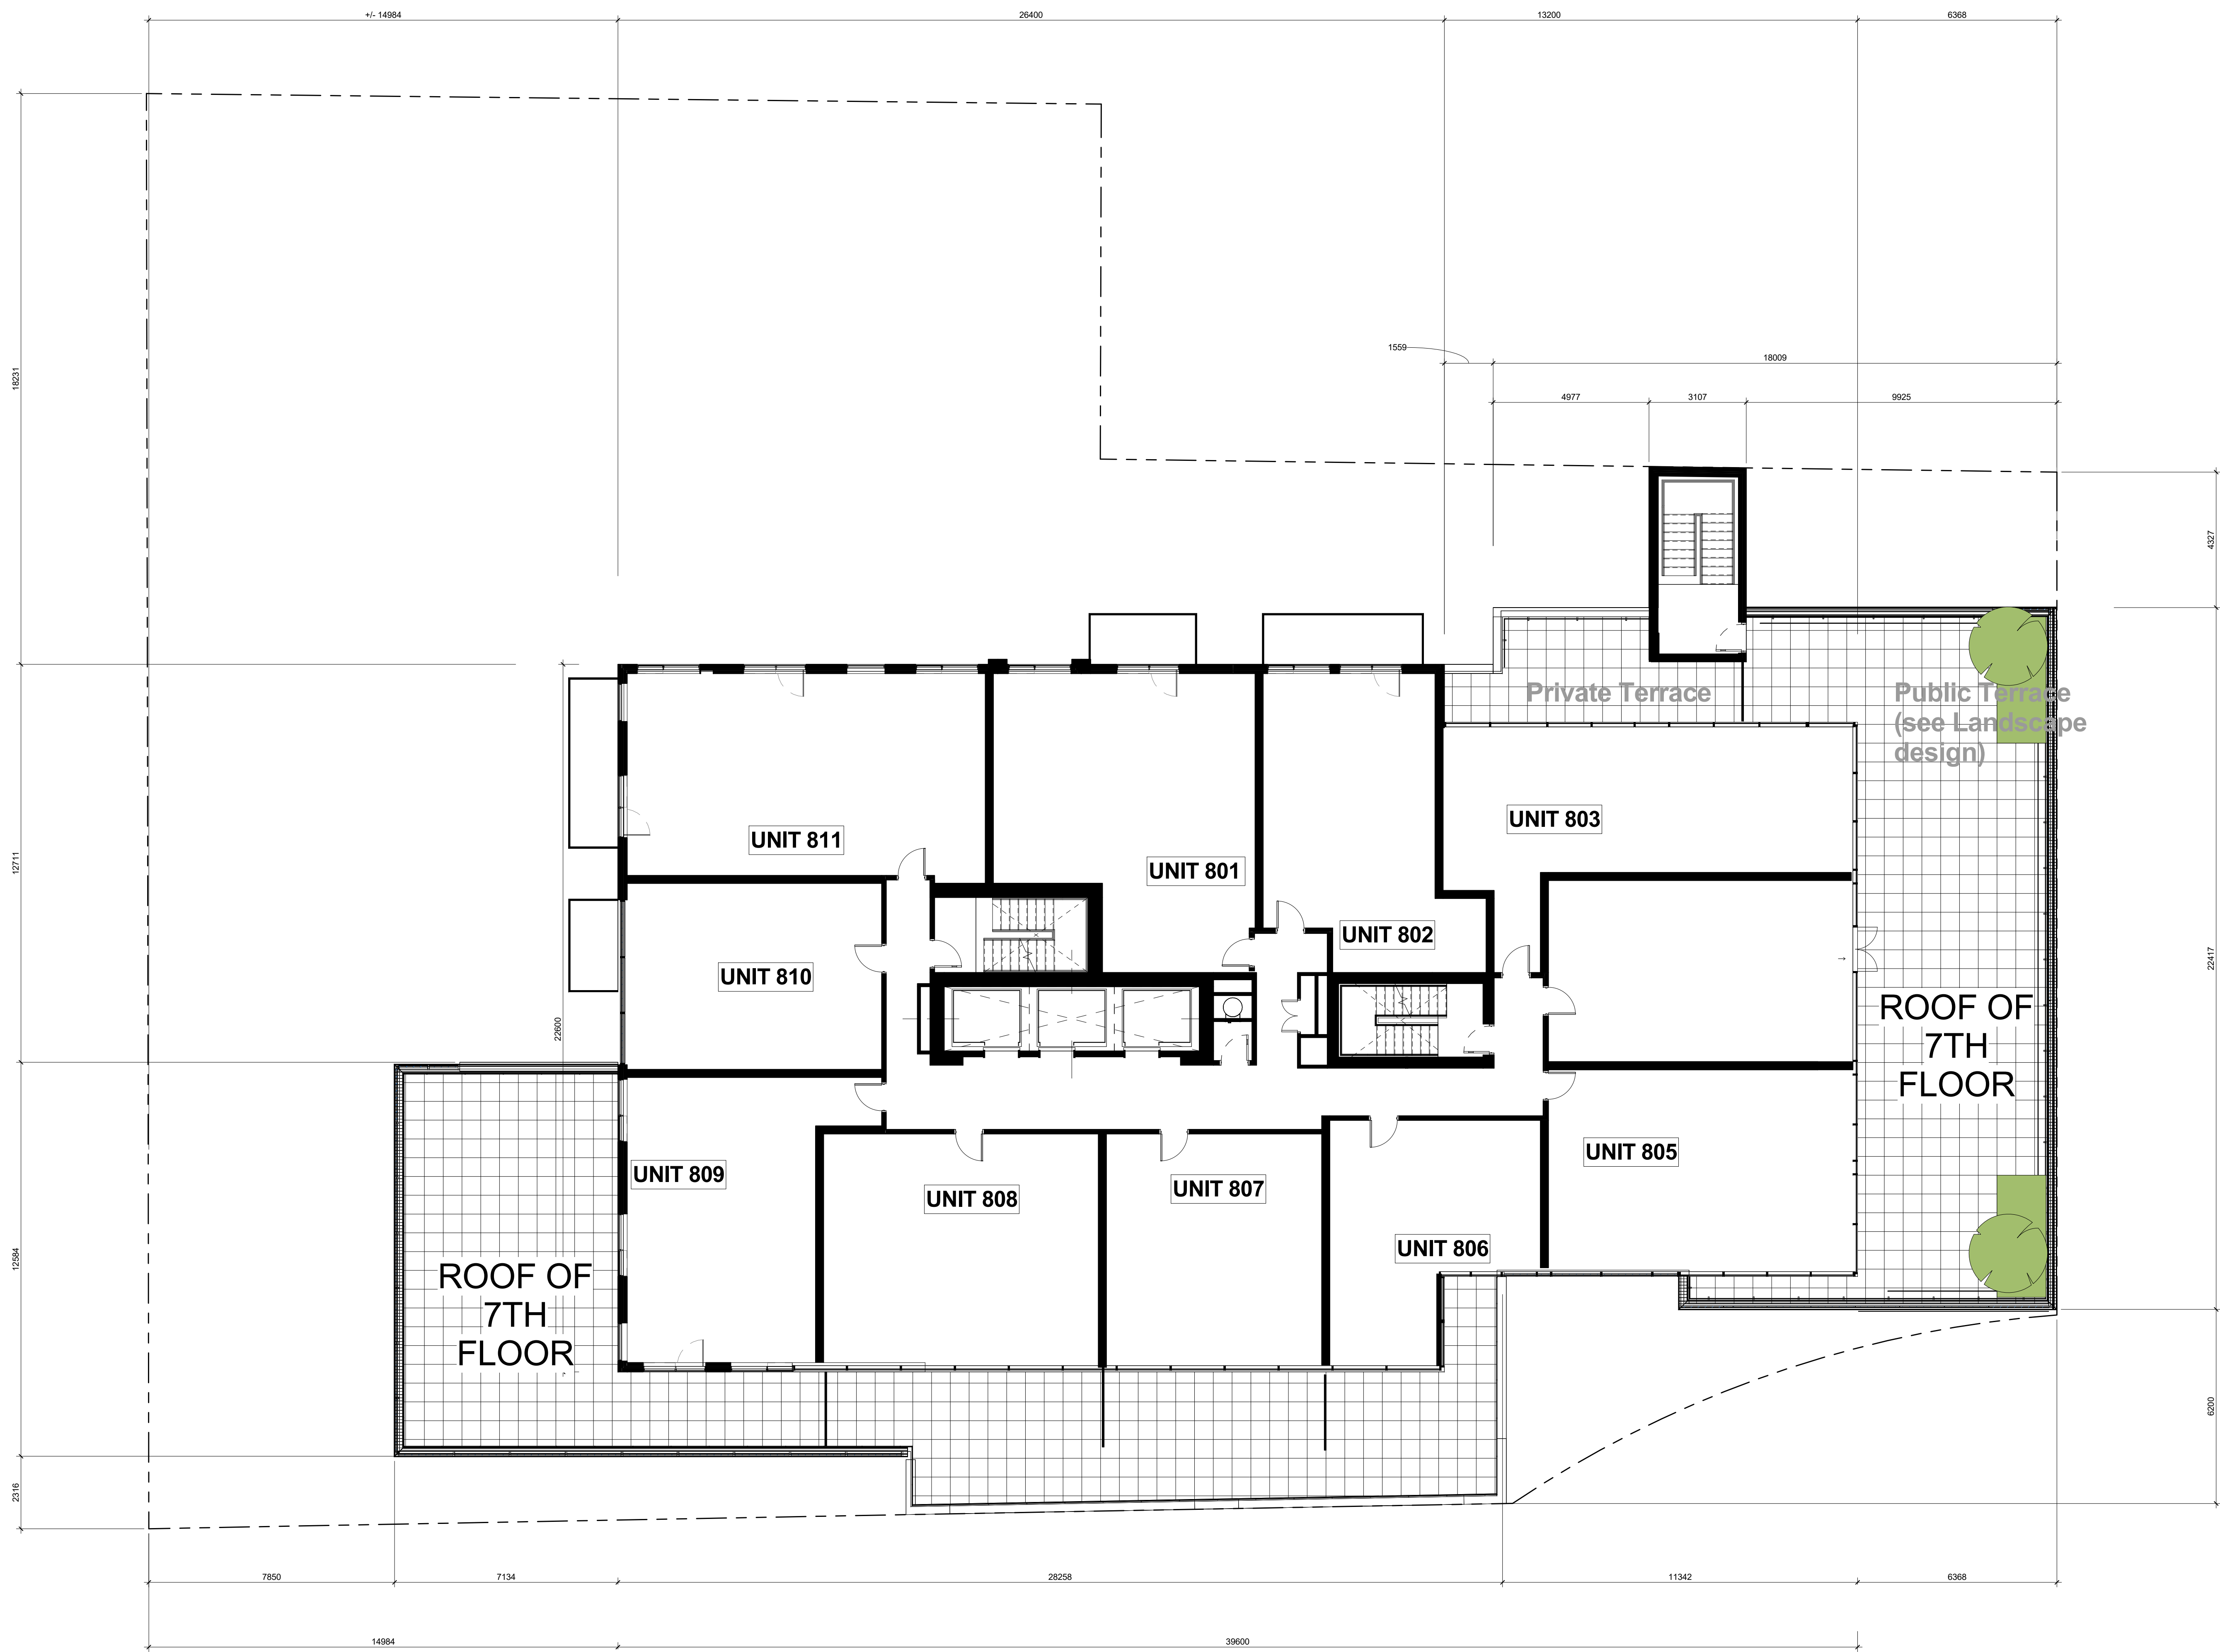 +/- 14984
26400
13200
6368
18231
1559
18009
4977
3107
9925
4327
Private Terrace
Public Terrace
(see Landscape
design)
UNIT 803
UNIT 811
12711
UNIT 801
UNIT 802
UNIT 810
22417
22600
ROOF OF
7TH
FLOOR
UNIT 805
UNIT 809
UNIT 807
UNIT 808
UNIT 806
12584
ROOF OF
7TH
FLOOR
6200
2316
7850
7134
28258
11342
6368
14984
39600